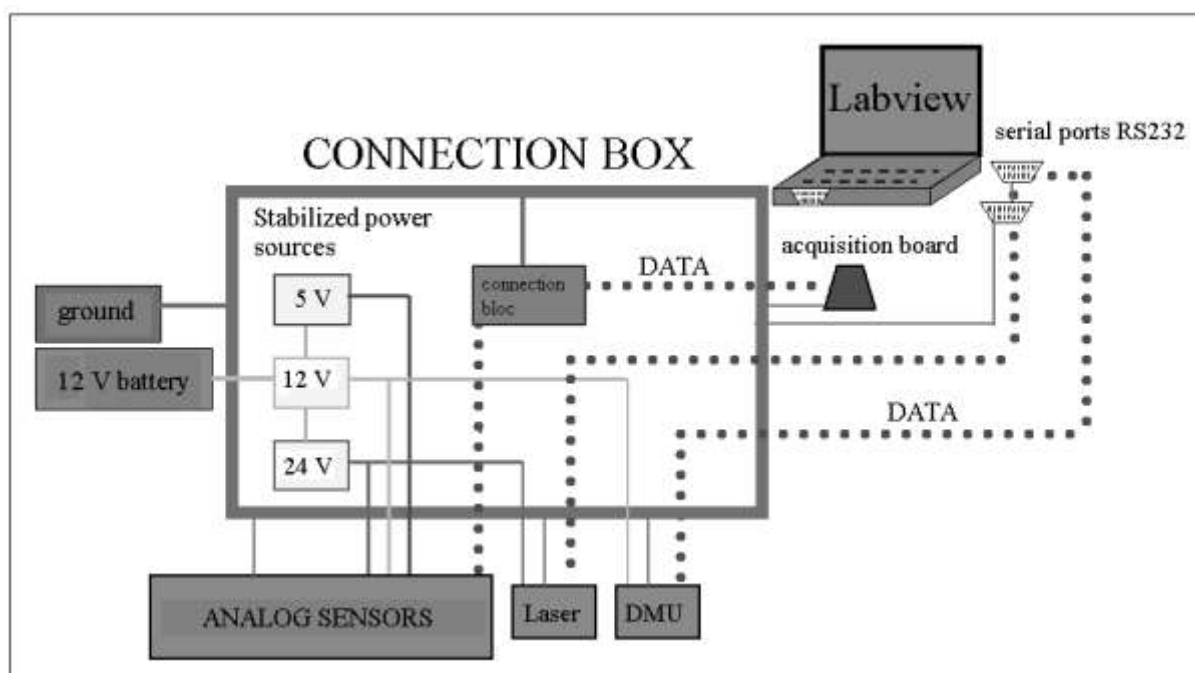 Labview
serial ports RS232
CONNECTION BOX
Stabilized power
sources
acquisition board
DATA
connection
bloc
5 V
ground
12 V battery
12 V
DATA
24 V
ANALOG SENSORS
Laser
DMU